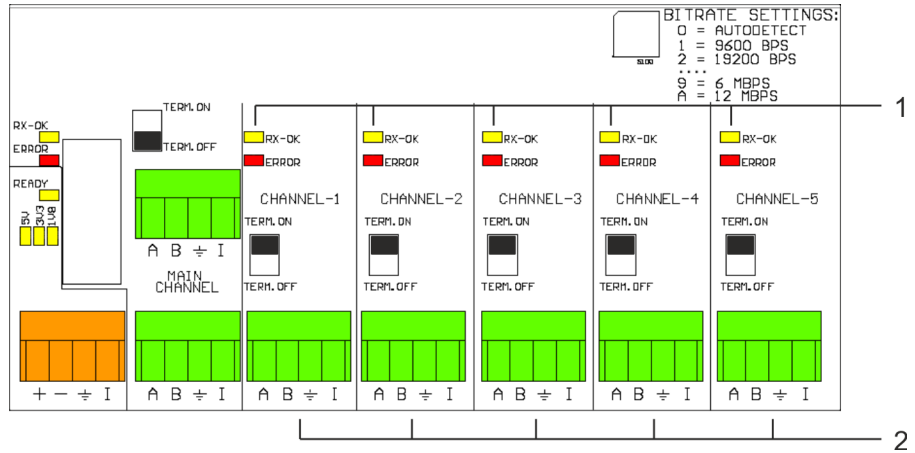 BITRATE SETTINGS:
0 = AUTODETECT
1 = 9600 BPS
2 = 19200 BPS
....
9 = 6 MBPS
A = 12 MBPS
1
TERM.ON
TERM.OFF
RX-OK
ERROR
READY
5V
3V3
1V8
A B I
MAIN
CHANNEL
RX-OK
ERROR
CHANNEL-1
TERM.ON
TERM.OFF
RX-OK
ERROR
CHANNEL-2
TERM.ON
TERM.OFF
RX-OK
ERROR
CHANNEL-3
TERM.ON
TERM.OFF
RX-OK
ERROR
CHANNEL-4
TERM.ON
TERM.OFF
RX-OK
ERROR
CHANNEL-5
TERM.ON
TERM.OFF
+ - ⏚ I
A B ⏚ I
A B ⏚ I
A B ⏚ I
A B ⏚ I
A B ⏚ I
A B ⏚ I
2